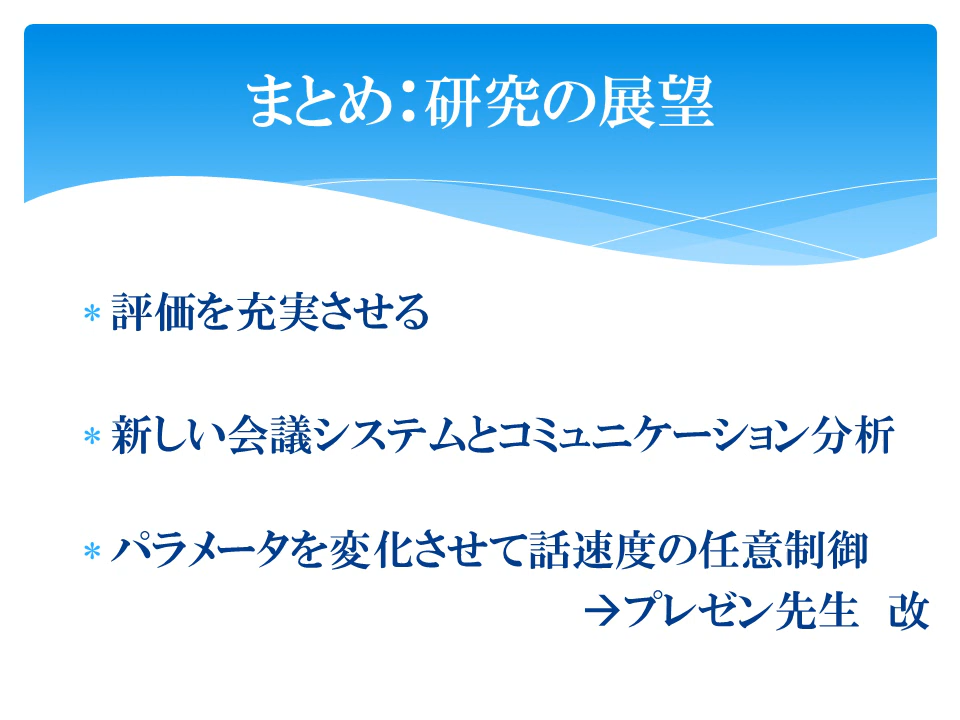 まとめ：研究の展望
* 評価を充実させる
* 新しい会議システムとコミュニケーション分析
* パラメータを変化させて話速度の任意制御
→プレゼン先生　改